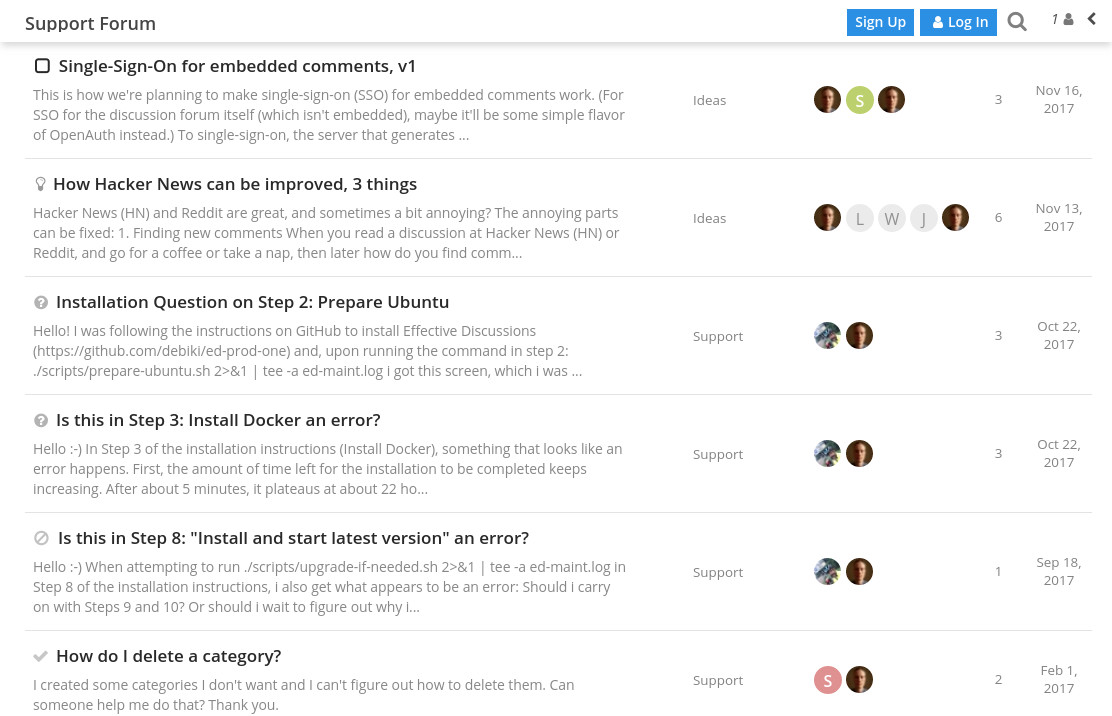 Support Forum
Sign Up
Log In
1
Single-Sign-On for embedded comments, v1
This is how we're planning to make single-sign-on (SSO) for embedded comments work. (For
SSO for the discussion forum itself (which isn't embedded), maybe it'll be some simple flavor
of OpenAuth instead.) To single-sign-on, the server that generates ...
Ideas
S
3
Nov 16,
2017
How Hacker News can be improved, 3 things
Hacker News (HN) and Reddit are great, and sometimes a bit annoying? The annoying parts
can be fixed: 1. Finding new comments When you read a discussion at Hacker News (HN) or
Reddit, and go for a coffee or take a nap, then later how do you find comm...
Ideas
L
W
J
6
Nov 13,
2017
Installation Question on Step 2: Prepare Ubuntu
Hello! I was following the instructions on GitHub to install Effective Discussions
(https://github.com/debiki/ed-prod-one) and, upon running the command in step 2:
./scripts/prepare-ubuntu.sh 2>&1 | tee -a ed-maint.log i got this screen, which i was ...
Support
3
Oct 22,
2017
Is this in Step 3: Install Docker an error?
Hello :-) In Step 3 of the installation instructions (Install Docker), something that looks like an
error happens. First, the amount of time left for the installation to be completed keeps
increasing. After about 5 minutes, it plateaus at about 22 ho...
Support
3
Oct 22,
2017
Is this in Step 8: "Install and start latest version" an error?
Hello :-) When attempting to run ./scripts/upgrade-if-needed.sh 2>&1 | tee -a ed-maint.log in
Step 8 of the installation instructions, i also get what appears to be an error: Should i carry
on with Steps 9 and 10? Or should i wait to figure out why i...
Support
1
Sep 18,
2017
How do I delete a category?
I created some categories I don't want and I can't figure out how to delete them. Can
someone help me do that? Thank you.
Support
S
2
Feb 1,
2017